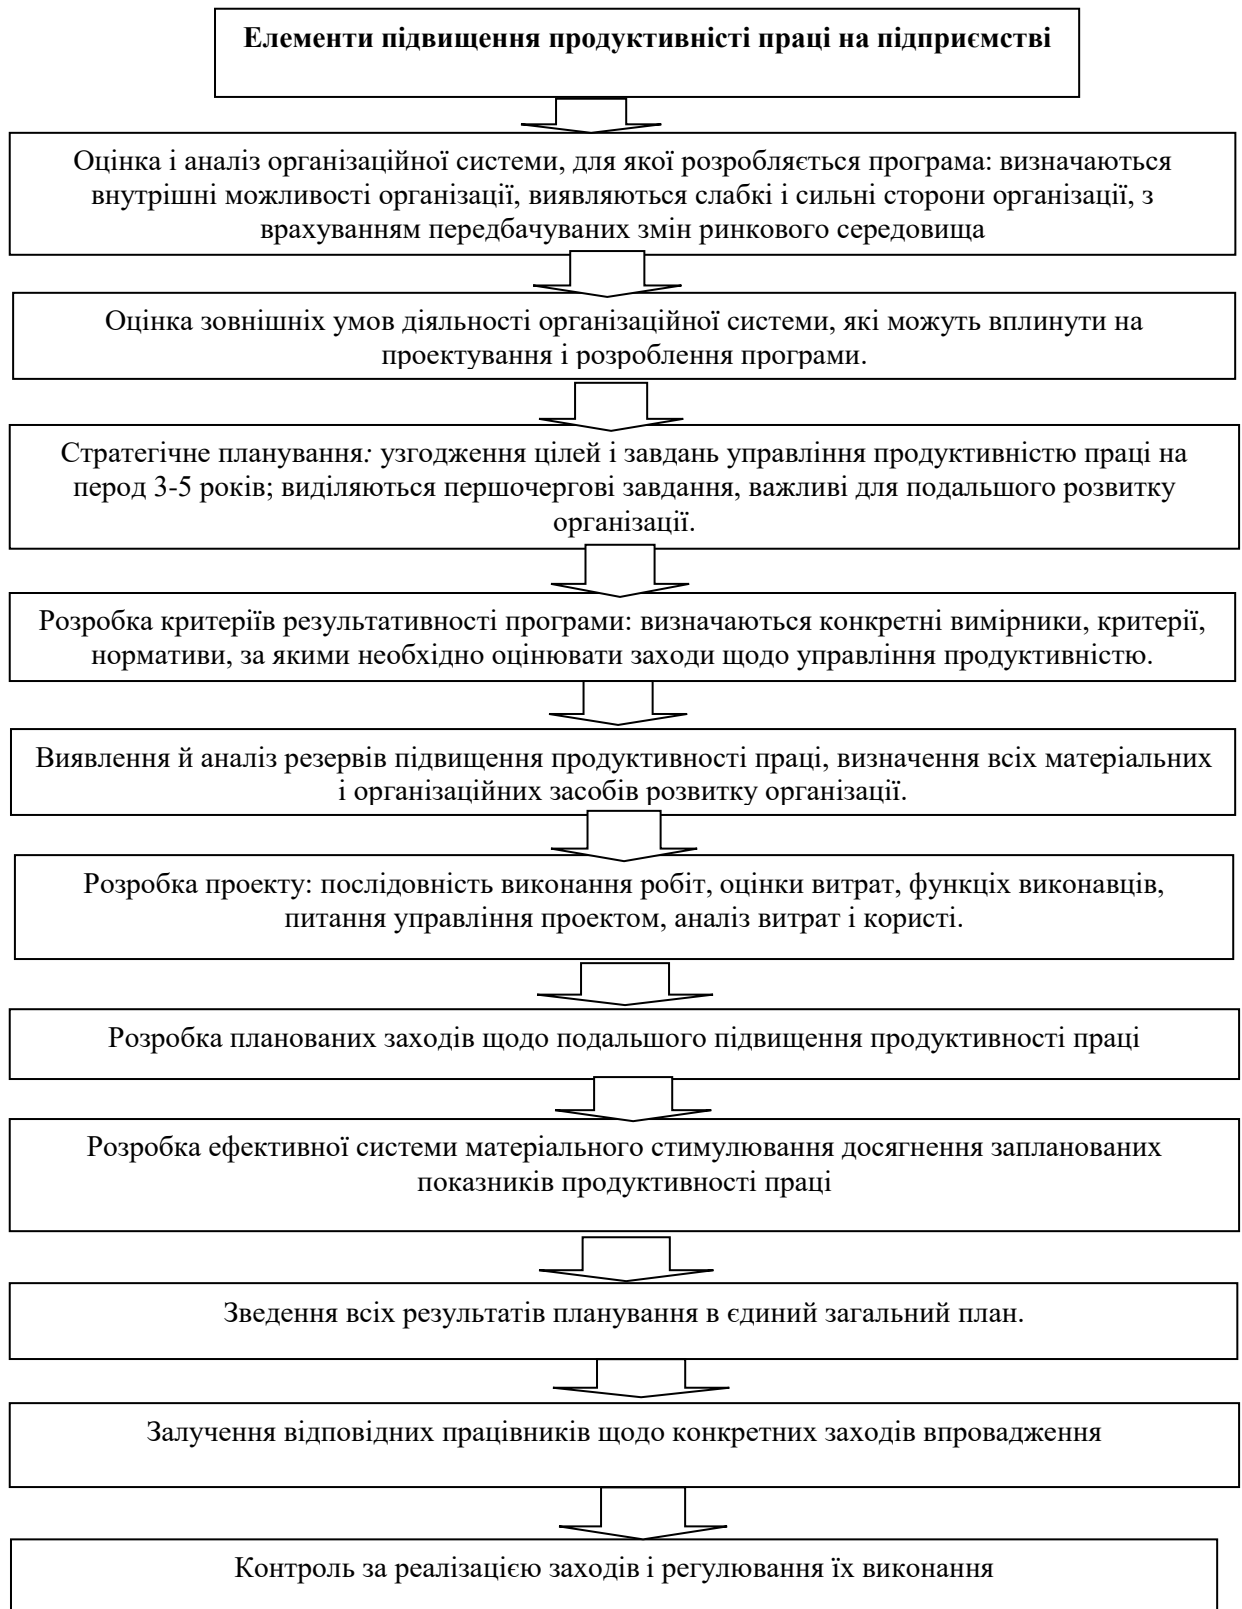 Елементи підвищення продуктивністі праці на підприємстві
Оцінка і аналіз організаційної системи, для якої розробляється програма: визначаються
внутрішні можливості організації, виявляються слабкі і сильні сторони організації, з
врахуванням передбачуваних змін ринкового середовища
Оцінка зовнішніх умов діяльності організаційної системи, які можуть вплинути на
проектування і розроблення програми.
Стратегічне планування: узгодження цілей і завдань управління продуктивністю праці на
перод 3-5 років; виділяються першочергові завдання, важливі для подальшого розвитку
організації.
Розробка критеріїв результативності програми: визначаються конкретні вимірники, критерії,
нормативи, за якими необхідно оцінювати заходи щодо управління продуктивністю.
Виявлення й аналіз резервів підвищення продуктивності праці, визначення всіх матеріальних
і організаційних засобів розвитку організації.
Розробка проекту: послідовність виконання робіт, оцінки витрат, функціх виконавців,
питання управління проектом, аналіз витрат і користі.
Розробка планованих заходів щодо подальшого підвищення продуктивності праці
Розробка ефективної системи матеріального стимулювання досягнення запланованих
показників продуктивності праці
Зведення всіх результатів планування в єдиний загальний план.
Залучення відповідних працівників щодо конкретних заходів впровадження
Контроль за реалізацією заходів і регулювання їх виконання